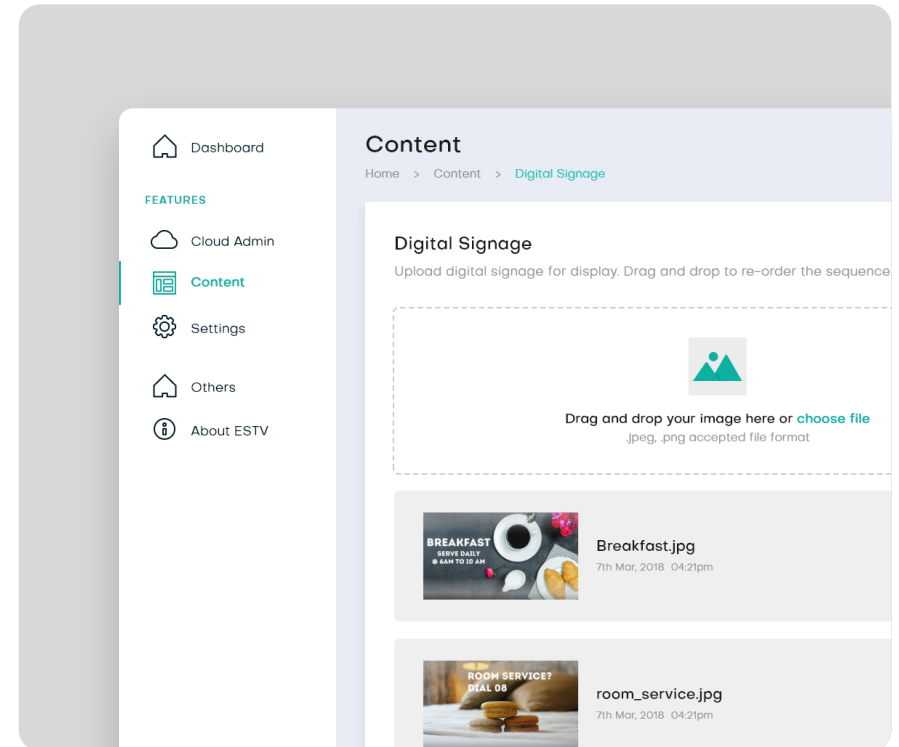 Dashboard
FEATURES
Cloud Admin
Content
Settings
Others
About ESTV
Content
Home > Content > Digital Signage
Digital Signage
Upload digital signage for display. Drag and drop to re-order the sequence.
Drag and drop your image here or choose file
.jpeg, .png accepted file format
BREAKFAST
SERVE DAILY
@ 6AM TO 10 AM
Breakfast.jpg
7th Mar, 2018 04:21pm
ROOM SERVICE?
DIAL 08
room_service.jpg
7th Mar, 2018 04:21pm